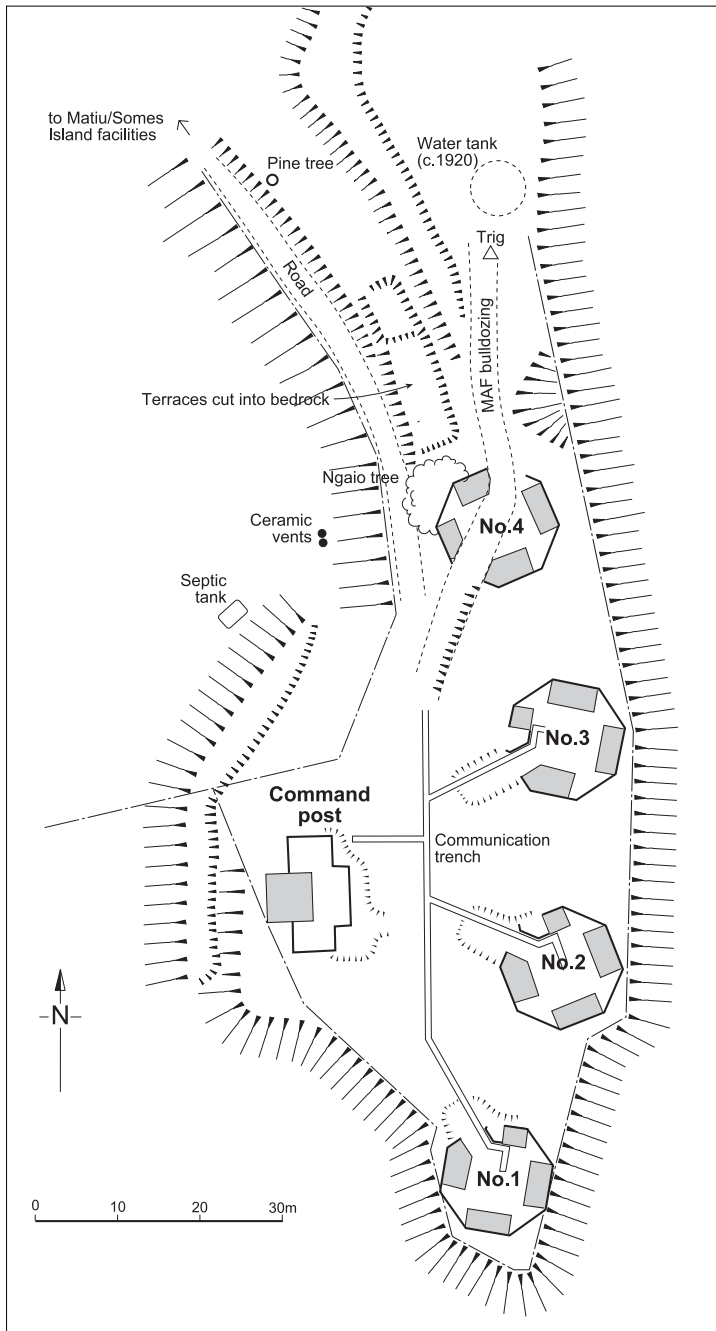 to Matiu/Somes
Island facilities
Pine tree
Water tank
(c.1920)
Trig
Road
MAF bulldozing
Terraces cut into bedrock
Ngaio tree
No.4
Ceramic
vents
Septic
tank
No.3
Command
post
Communication
trench
No.2
–N–
No.1
0 10 20 30m